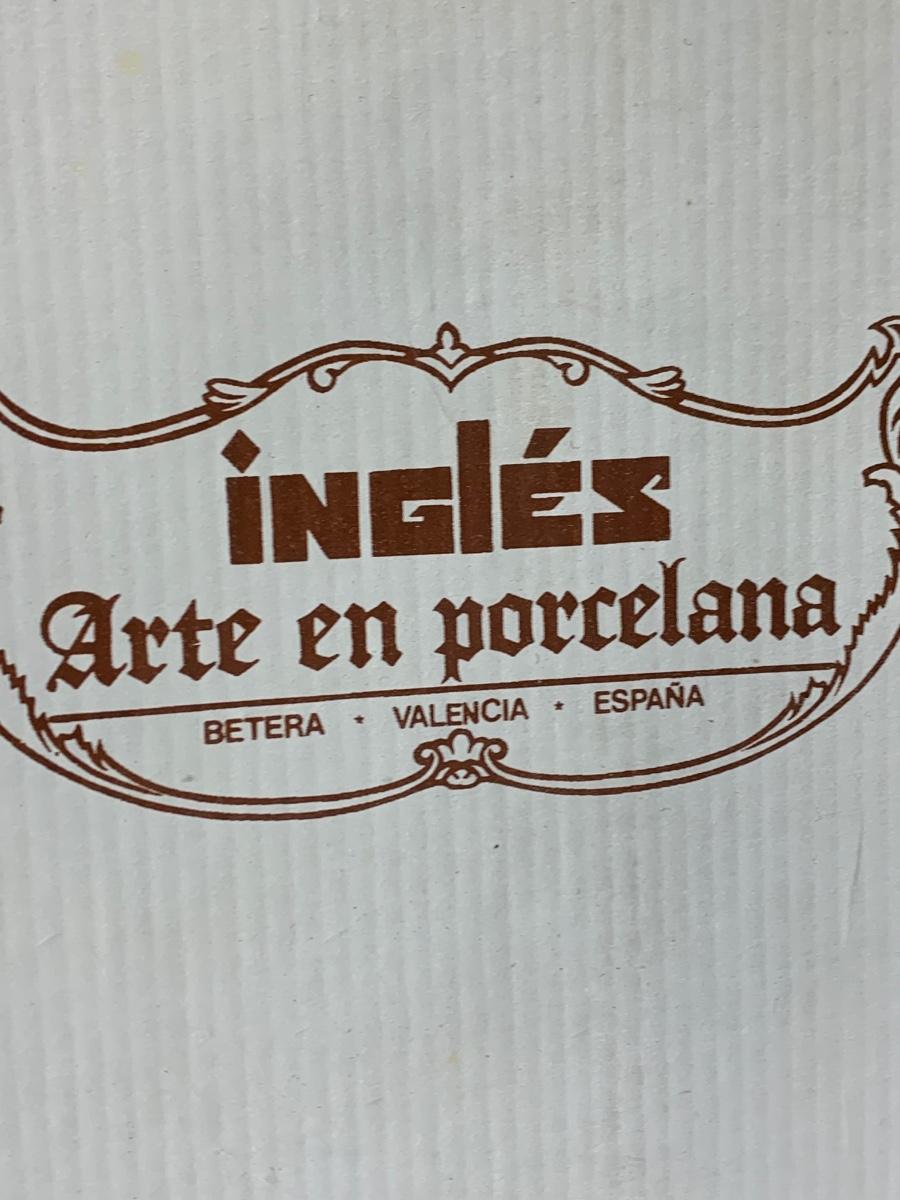 inglés
Arte en porcelana
BETERA * VALENCIA * ESPAÑA